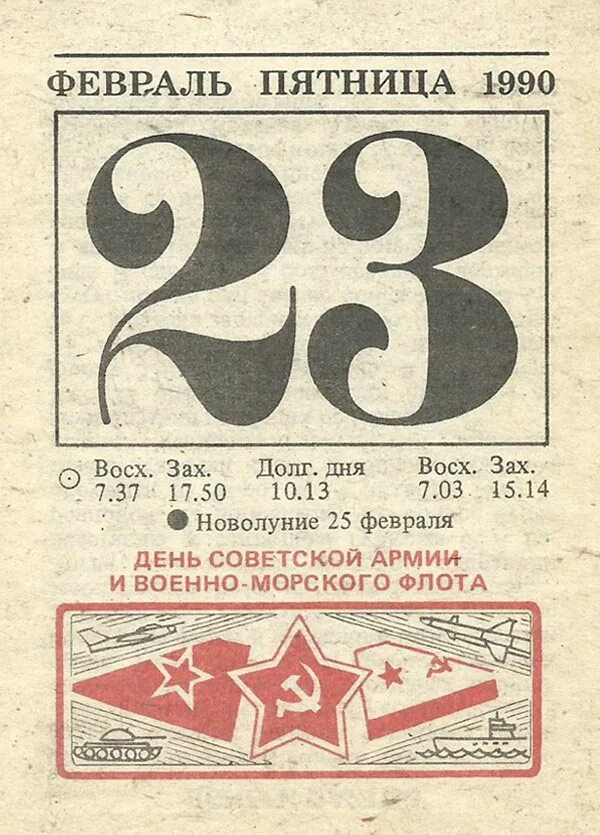 ФЕВРАЛЬ ПЯТНИЦА 1990
23
Восх. Зах. Долг. дня Восх. Зах.
7.37 17.50 10.13 7.03 15.14
Новолуние 25 февраля
ДЕНЬ СОВЕТСКОЙ АРМИИ
И ВОЕННО-МОРСКОГО ФЛОТА